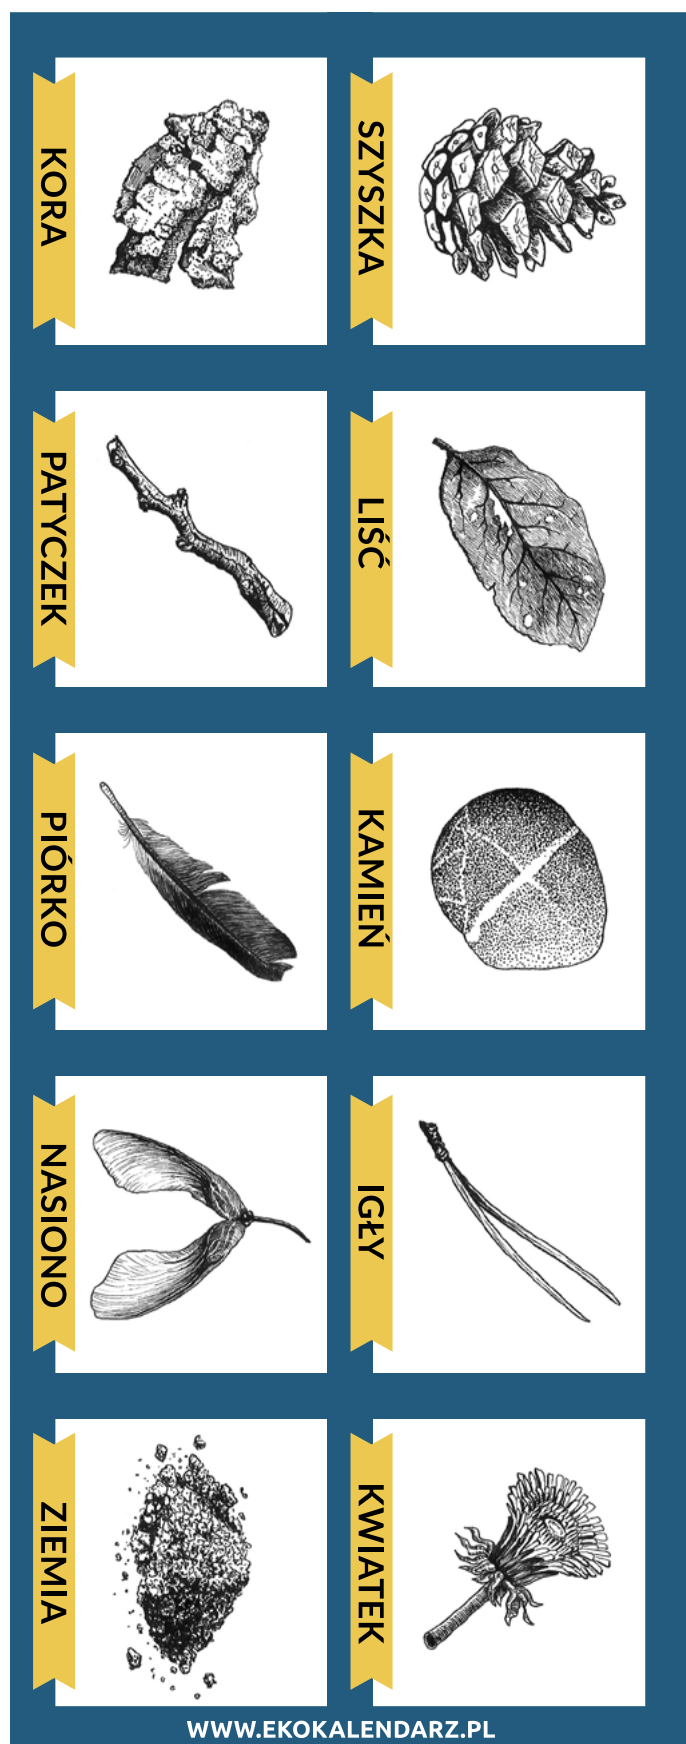 KORA
SZYSZKA
PATYCZEK
LIŚĆ
PIÓRKO
KAMIEŃ
NASIONO
IGŁY
ZIEMIA
KWIATEK
WWW.EKOKALENDARZ.PL